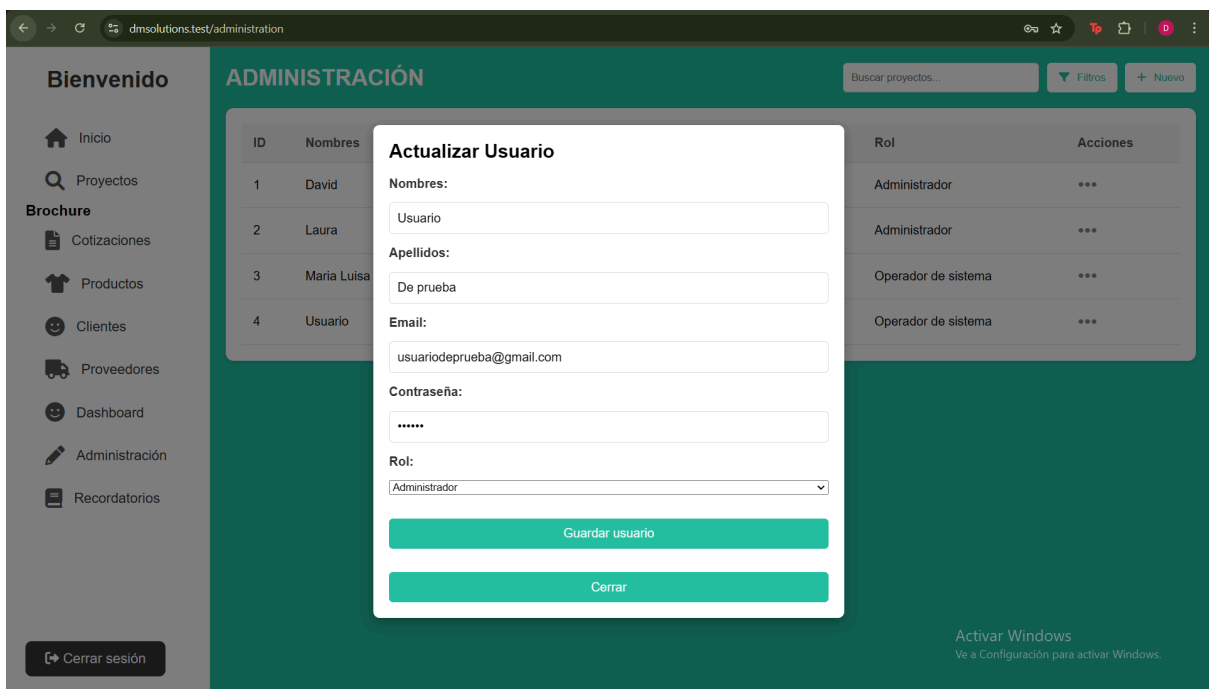 dmsolutions.test/administration
Tp
D
Bienvenido
Inicio
Proyectos
Brochure
Cotizaciones
Productos
Clientes
Proveedores
Dashboard
Administración
Recordatorios
Cerrar sesión
ADMINISTRACIÓN
Buscar proyectos...
Filtros
+ Nuevo
ID Nombres Rol Acciones
1 David Administrador •••
2 Laura Administrador •••
3 Maria Luisa Operador de sistema •••
4 Usuario Operador de sistema •••
Actualizar Usuario
Nombres:
Usuario
Apellidos:
De prueba
Email:
usuariodeprueba@gmail.com
Contraseña:
••••••
Rol:
Administrador
Guardar usuario
Cerrar
Activar Windows
Ve a Configuración para activar Windows.